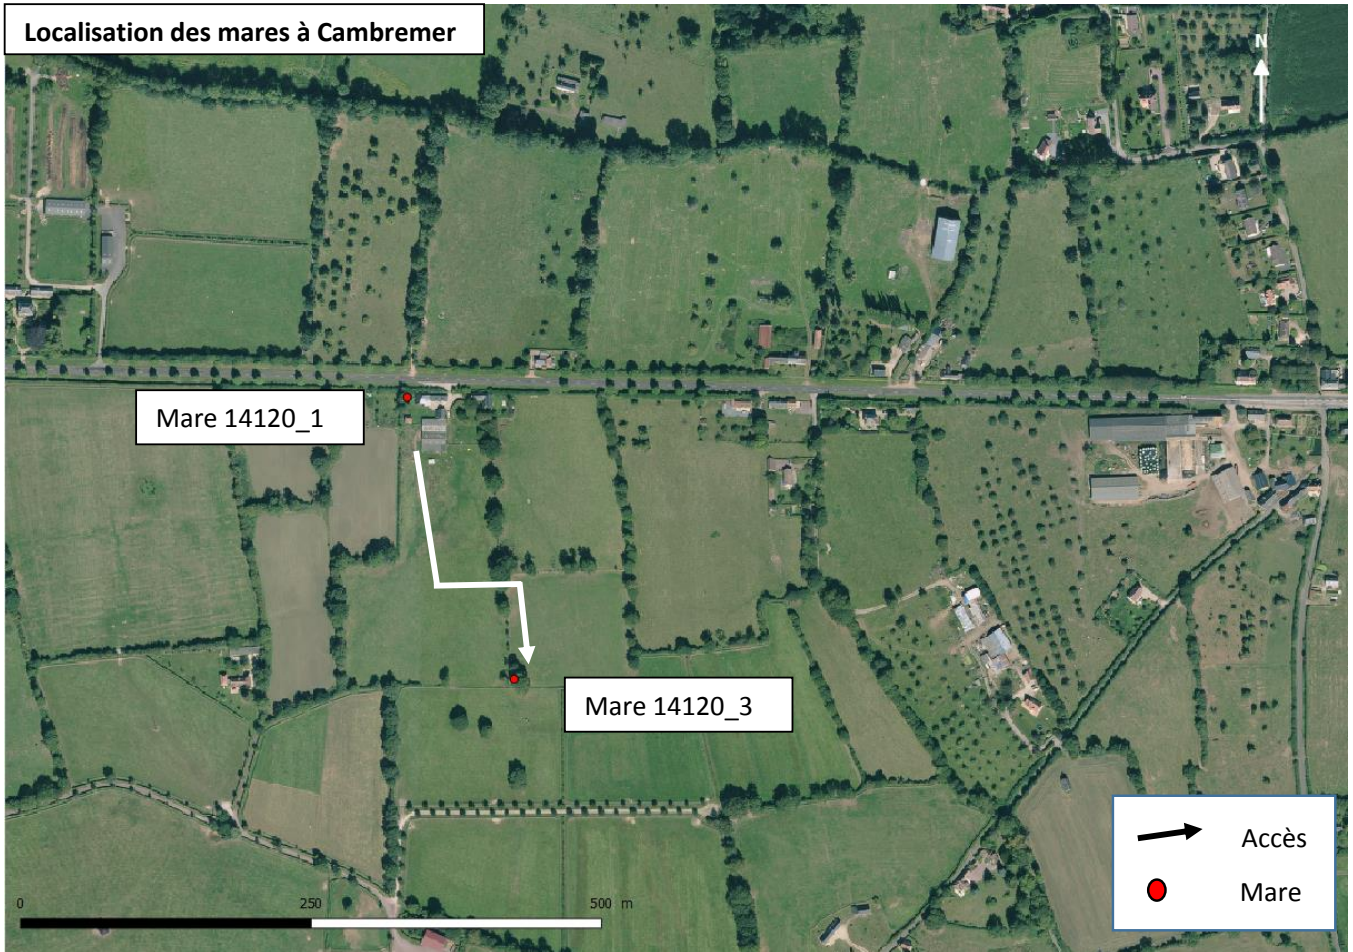 Localisation des mares à Cambremer
N
Mare 14120_1
Mare 14120_3
Accès
Mare
0 250 500 m